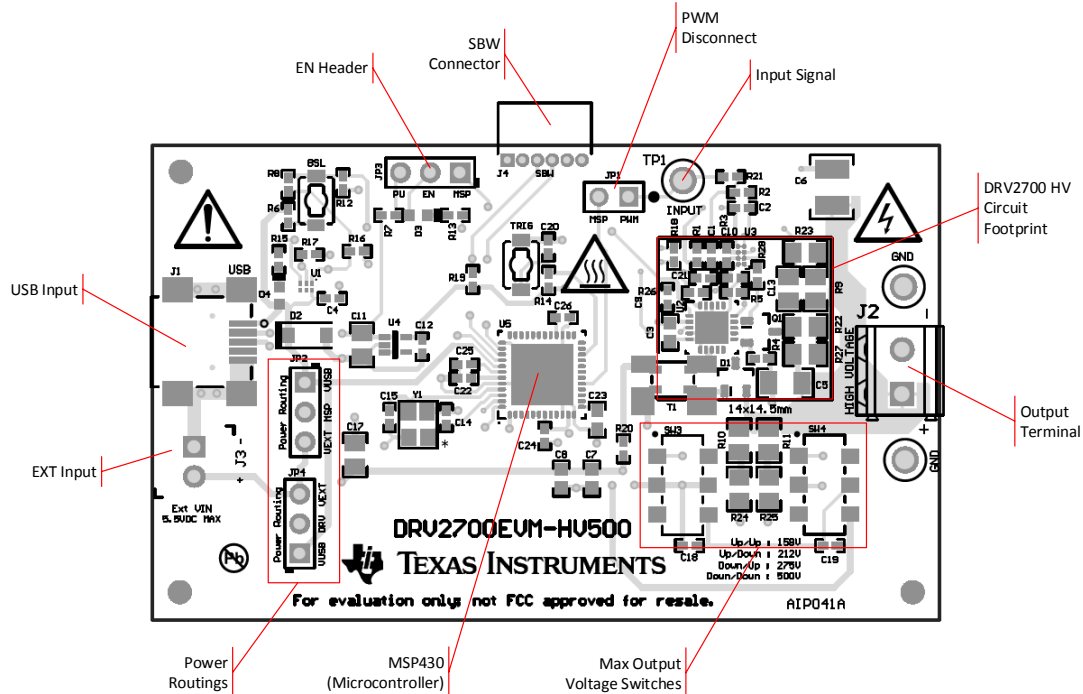 PWM
Disconnect
SBW
Connector
EN Header
Input Signal
DRV2700 HV
Circuit
Footprint
USB Input
EXT Input
Output
Terminal
Power
Routings
MSP430
(Microcontroller)
Max Output
Voltage Switches
BSL
R8
R6
R12
JP3
PU EN MSP
R7
D3
R13
J4 SBW
TP1
JP1
MSP PWM
INPUT
R21
R2
C2
C6
R15
R17
R16
U1
C4
D4
J1 USB
TRIG
C20
R19
R14
C26
R18
R1
C1
R3
U3
R28
R23
C21
R26
R5
C13
R9
C9
C3
U2
Q1
R4
R22
R27
D1
T1
C5
14x14.5mm
GND
J2
-
+
HIGH VOLTAGE
GND
D2
C11
U4
C12
U5
C25
C22
C15
Y1
C14
*
C17
C24
C23
R20
C8
C7
JP2
Power Routing
VEXT MSP VUSB
JP4
Power Routing
VUSB DRV VEXT
J3
-
+
Ext VIN
5.5VDC MAX
Pb
SW3
R10
R11
SW4
R24
R25
C18
C19
DRV2700EVM-HV500
TEXAS INSTRUMENTS
Up/Up : 158V
Up/Down : 212V
Down/Up : 275V
Down/Down : 500V
For evaluation only; not FCC approved for resale.
AIP041A